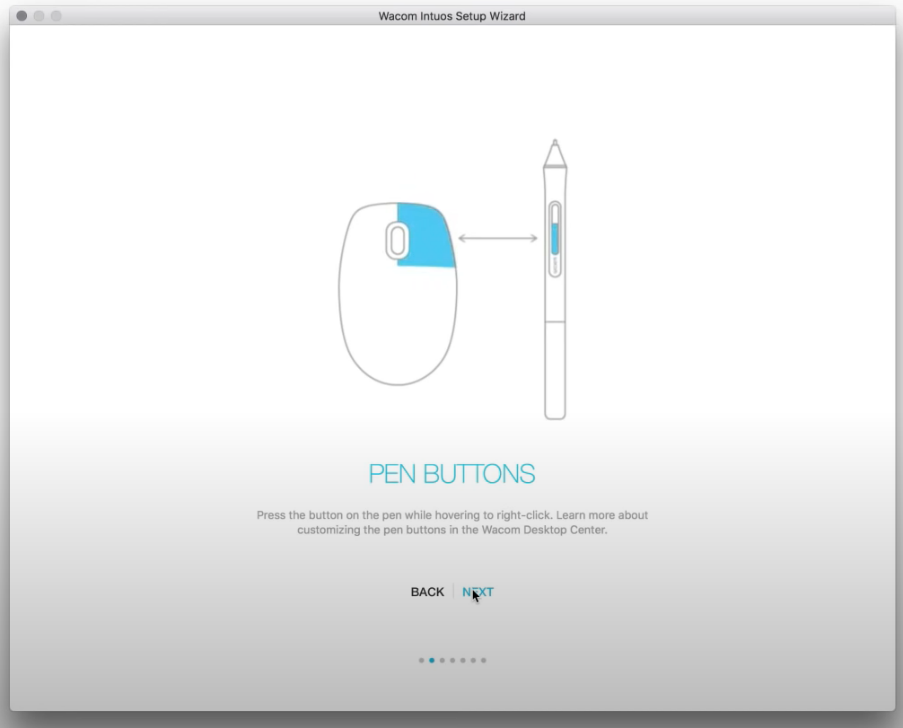 Wacom Intuos Setup Wizard
PEN BUTTONS
Press the button on the pen while hovering to right-click. Learn more about
customizing the pen buttons in the Wacom Desktop Center.
BACK NEXT